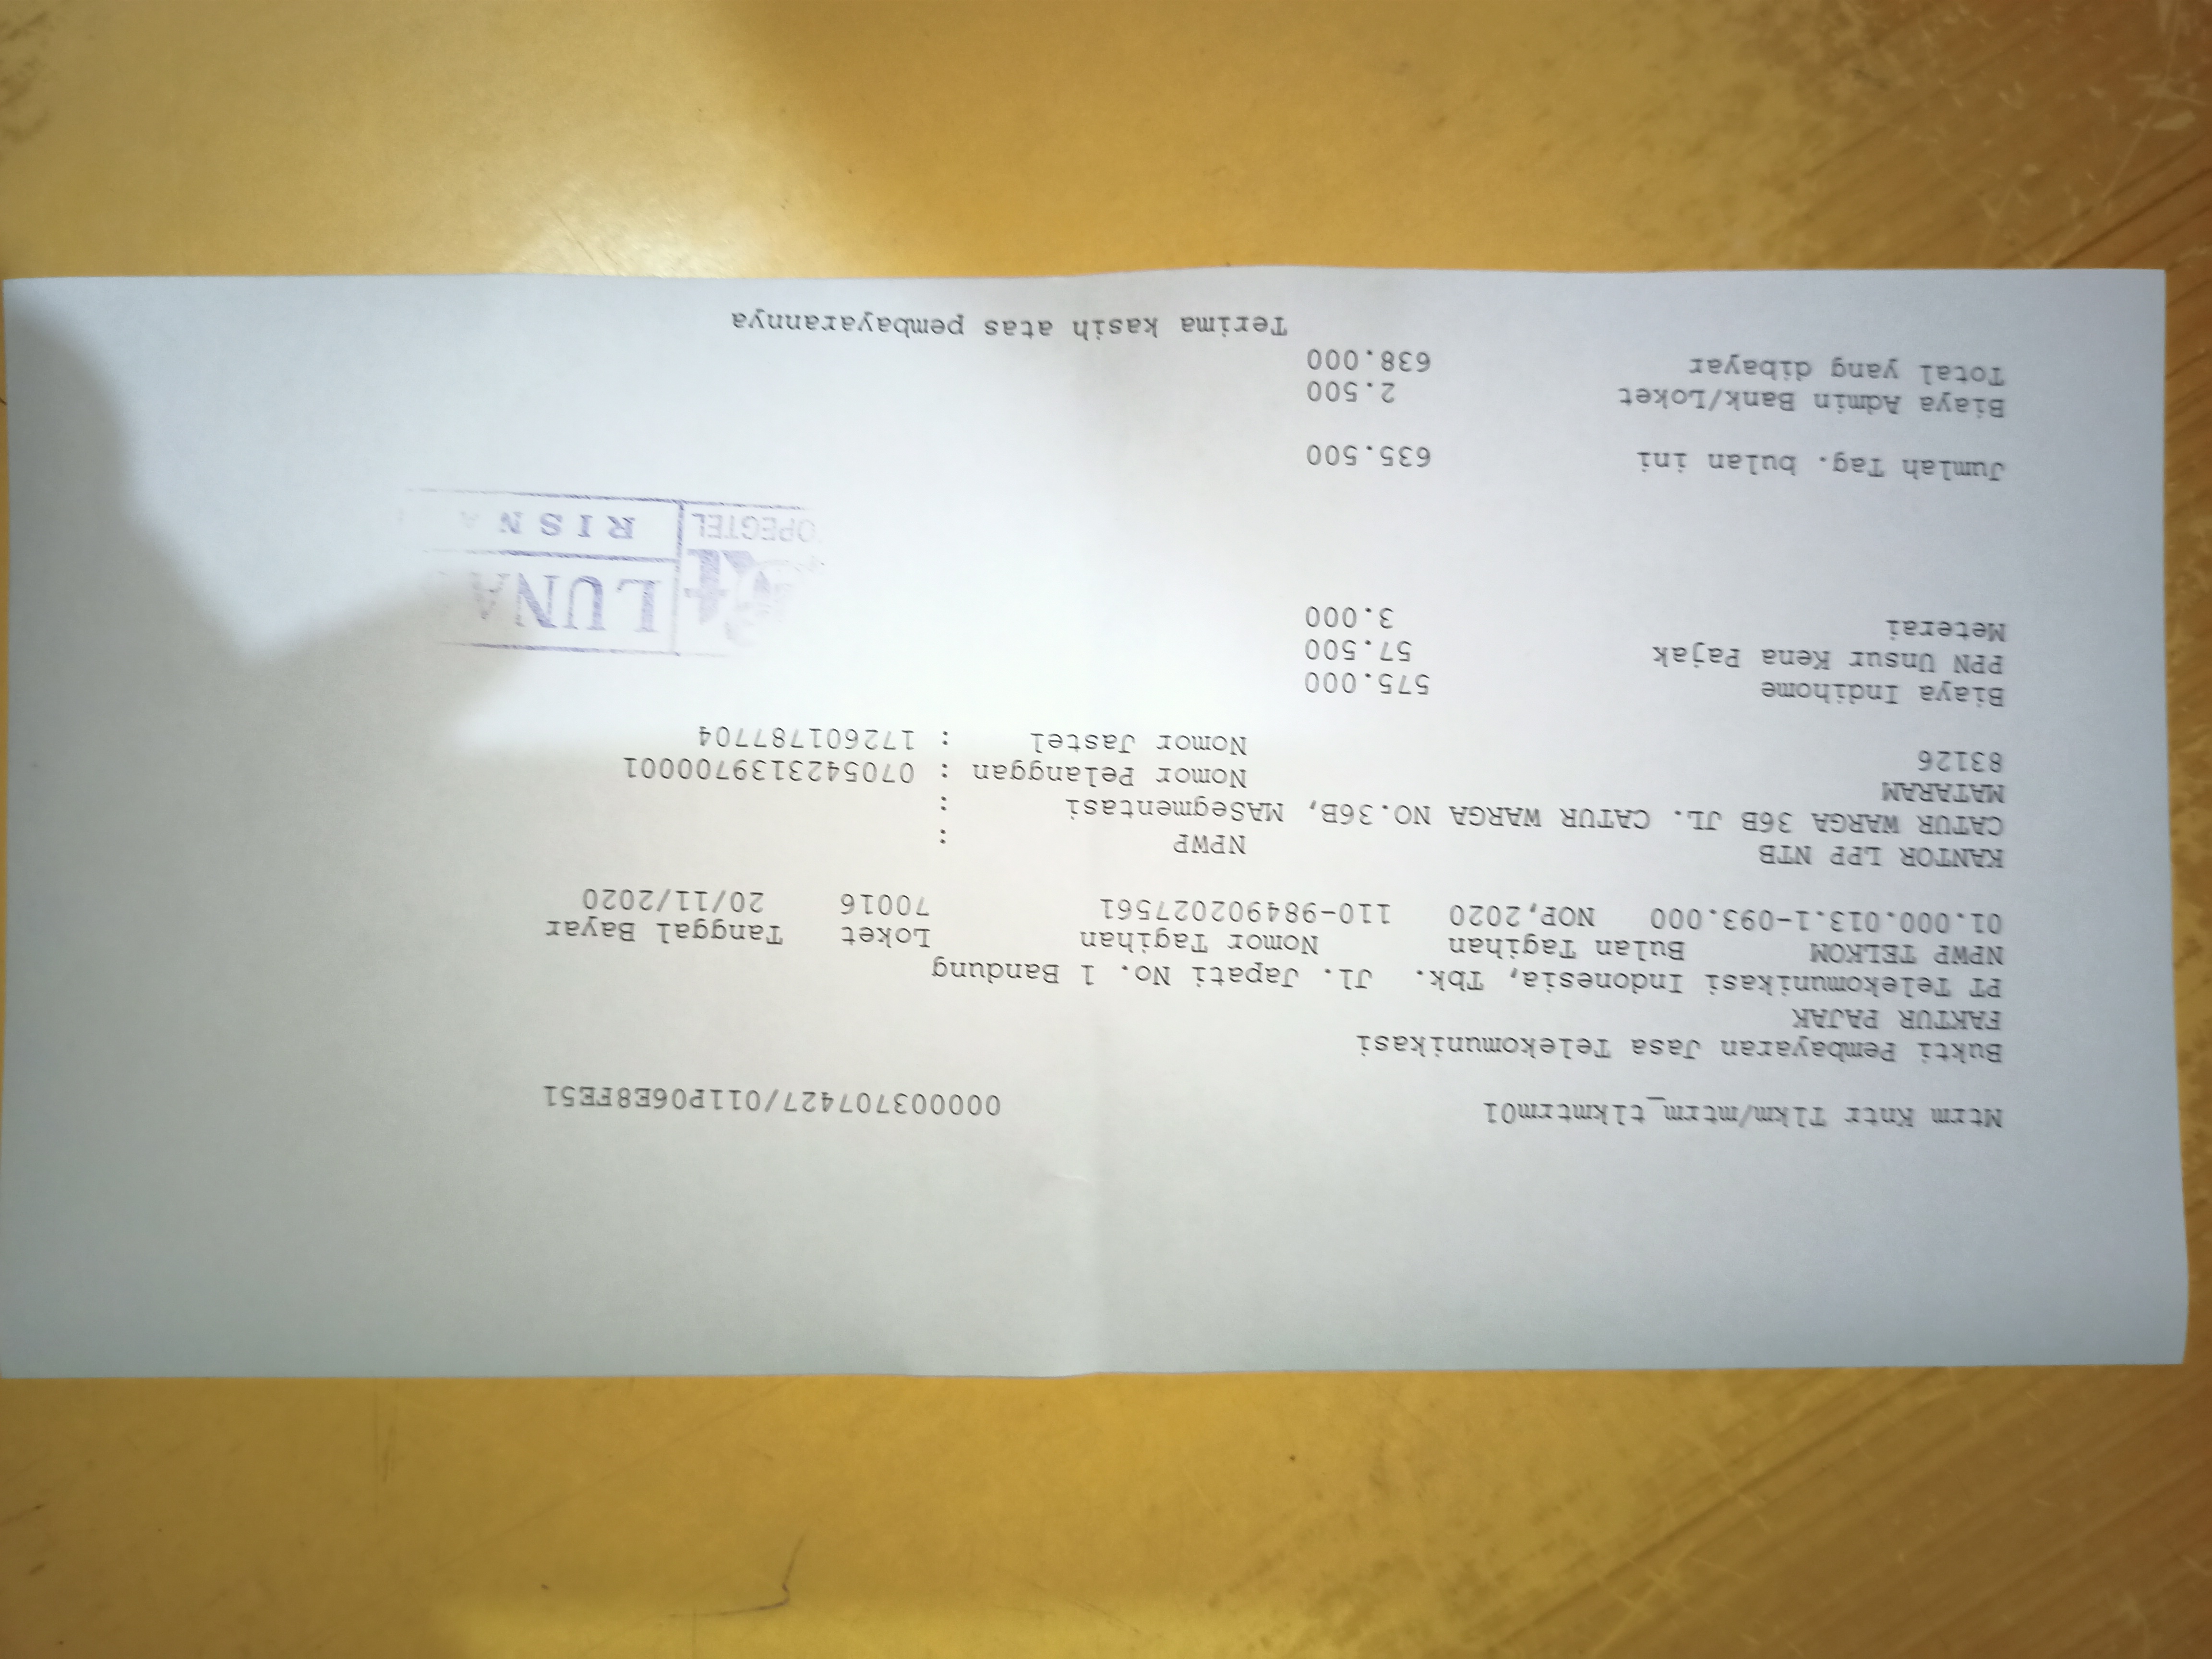 Mtrm Kntr Tlkm/mtrm_tlkmtrm01 000003707427/011P06E8FE51
Bukti Pembayaran Jasa Telekomunikasi
FAKTUR PAJAK
PT Telekomunikasi Indonesia, Tbk. Jl. Japati No. 1 Bandung
NPWP TELKOM Bulan Tagihan Nomor Tagihan Loket Tanggal Bayar
01.000.013.1-093.000 NOP,2020 110-984902027561 70016 20/11/2020
KANTOR LPP NTB NPWP :
CATUR WARGA 36B JL. CATUR WARGA NO.36B, MASegmentasi :
MATARAM Nomor Pelanggan : 0705423139700001
83126 Nomor Jastel : 172601787704
Biaya Indihome 575.000
PPN Unsur Kena Pajak 57.500
Meterai 3.000
LUNA
OPEGTEL RISNA
Jumlah Tag. bulan ini 635.500
Biaya Admin Bank/Loket 2.500
Total yang dibayar 638.000
Terima kasih atas pembayarannya